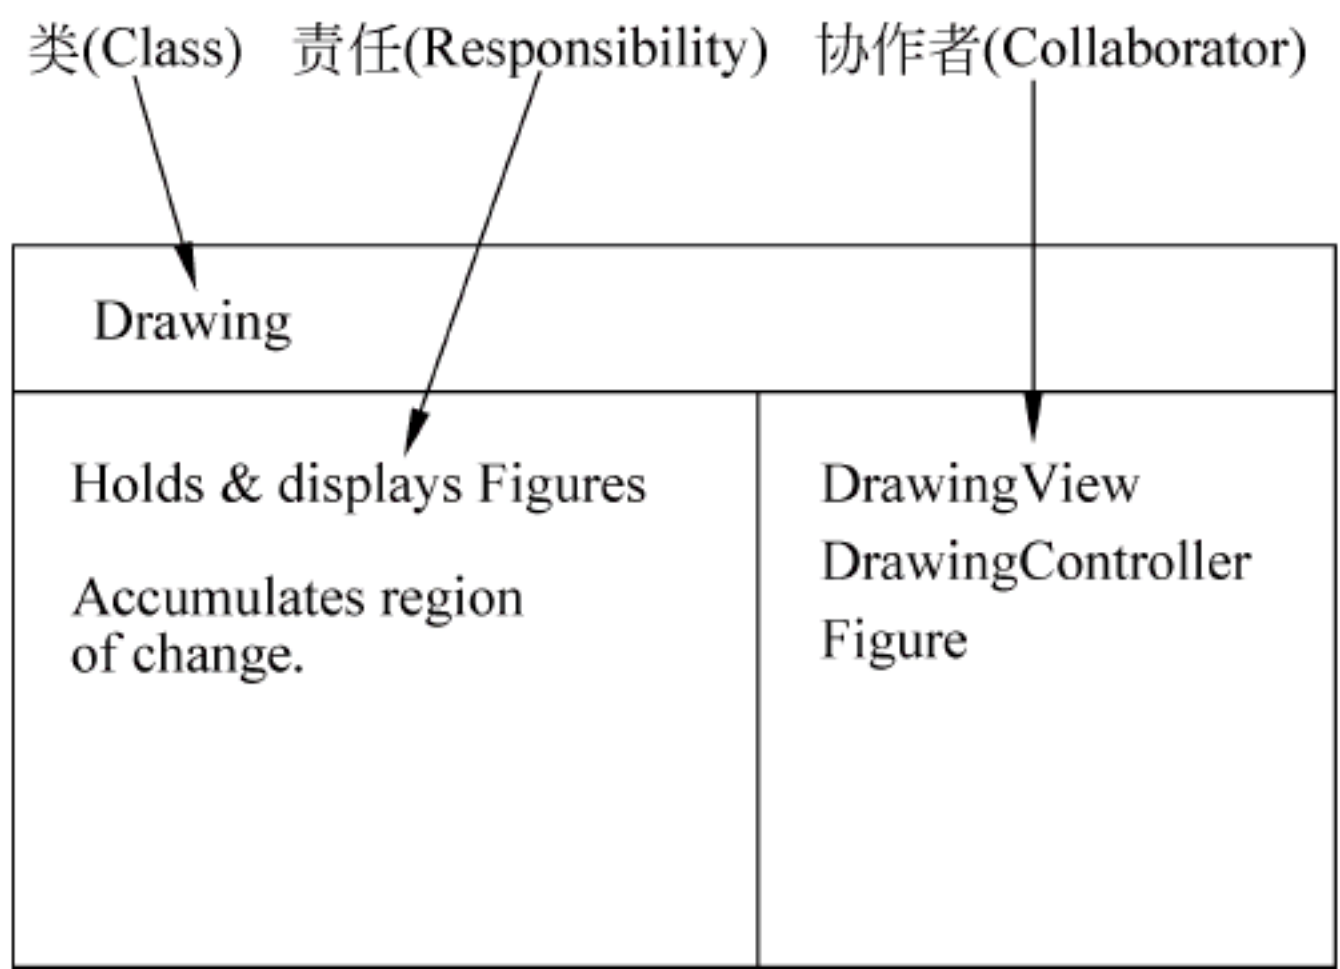 类(Class) 责任(Responsibility) 协作者(Collaborator)
Drawing
Holds & displays Figures
Accumulates region
of change.
DrawingView
DrawingController
Figure